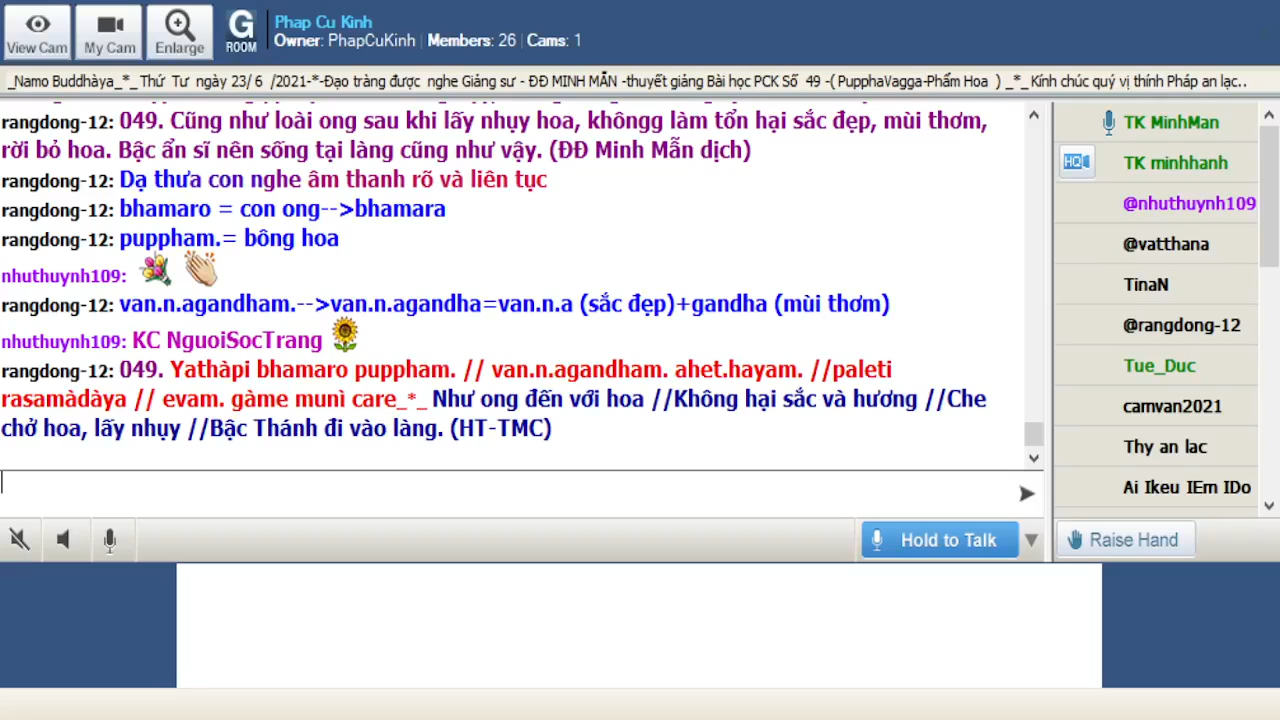 View Cam
My Cam
Enlarge
G
ROOM
Phap Cu Kinh
Owner: PhapCuKinh | Members: 26 | Cams: 1
_Namo Buddhàya_*_Thứ Tư ngày 23/ 6 /2021-*-Đạo tràng được nghe Giảng sư - ĐĐ MINH MẪN -thuyết giảng Bài học PCK Số 49 -( PupphaVagga-Phẩm Hoa ) _*_ Kính chúc quý vị thính Pháp an lạc..
rangdong-12: 049. Cũng như loài ong sau khi lấy nhụy hoa, khôngg làm tổn hại sắc đẹp, mùi thơm,
rời bỏ hoa. Bậc ẩn sĩ nên sống tại làng cũng như vậy. (ĐĐ Minh Mẫn dịch)
rangdong-12: Dạ thưa con nghe âm thanh rõ và liên tục
rangdong-12: bhamaro = con ong-->bhamara
rangdong-12: puppham.= bông hoa
nhuthuynh109:
rangdong-12: van.n.agandham.-->van.n.agandha=van.n.a (sắc đẹp)+gandha (mùi thơm)
nhuthuynh109: KC NguoiSocTrang
rangdong-12: 049. Yathàpi bhamaro puppham. // van.n.agandham. ahet.hayam. //paleti
rasamàdàya // evam. gàme munì care_*_ Như ong đến với hoa //Không hại sắc và hương //Che
chở hoa, lấy nhụy //Bậc Thánh đi vào làng. (HT-TMC)
TK MinhMan
HQ
TK minhhanh
@nhuthuynh109
@vatthana
TinaN
@rangdong-12
Tue_Duc
camvan2021
Thy an lac
Ai Ikeu IEm IDo
Hold to Talk
Raise Hand